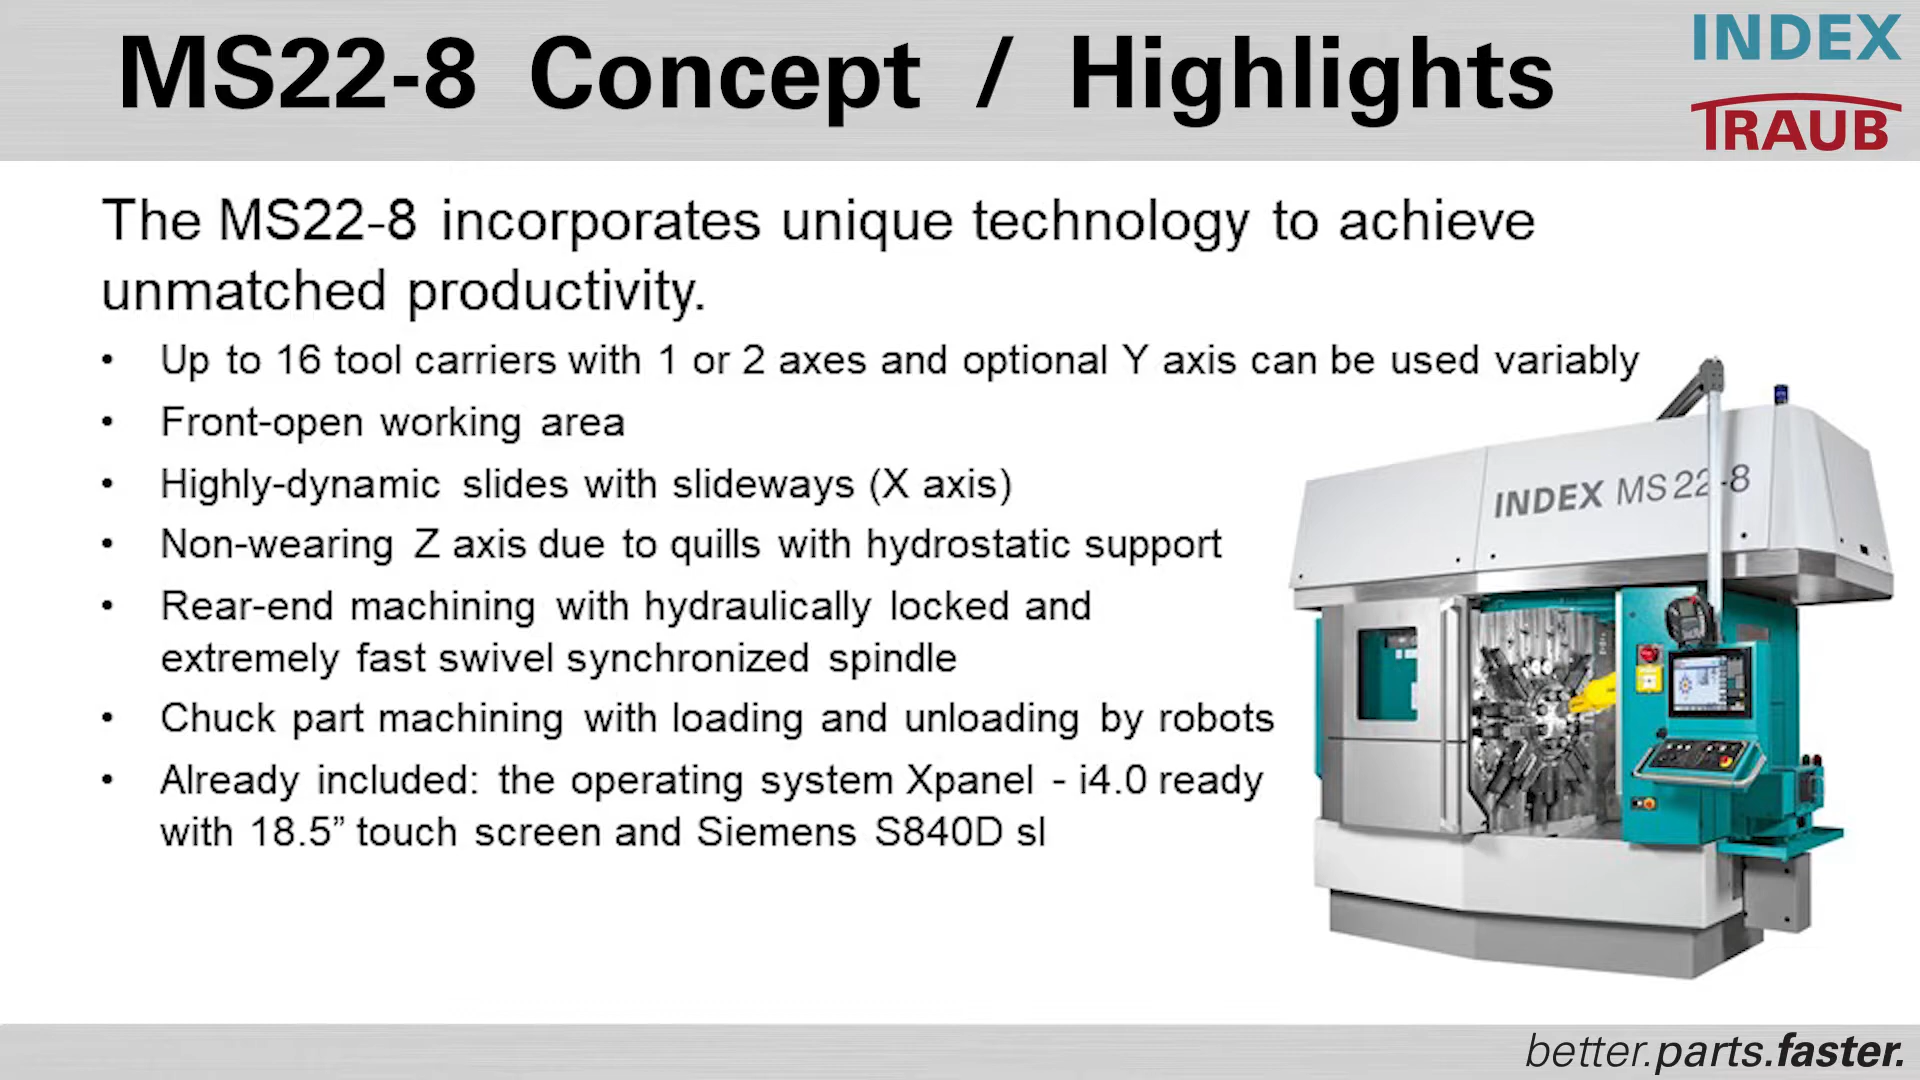 MS22-8 Concept / Highlights
INDEX
TRAUB
The MS22-8 incorporates unique technology to achieve
unmatched productivity.
• Up to 16 tool carriers with 1 or 2 axes and optional Y axis can be used variably
• Front-open working area
• Highly-dynamic slides with slideways (X axis)
• Non-wearing Z axis due to quills with hydrostatic support
• Rear-end machining with hydraulically locked and
extremely fast swivel synchronized spindle
• Chuck part machining with loading and unloading by robots
• Already included: the operating system Xpanel - i4.0 ready
with 18.5” touch screen and Siemens S840D sl
INDEX MS22-8
better.parts.faster.